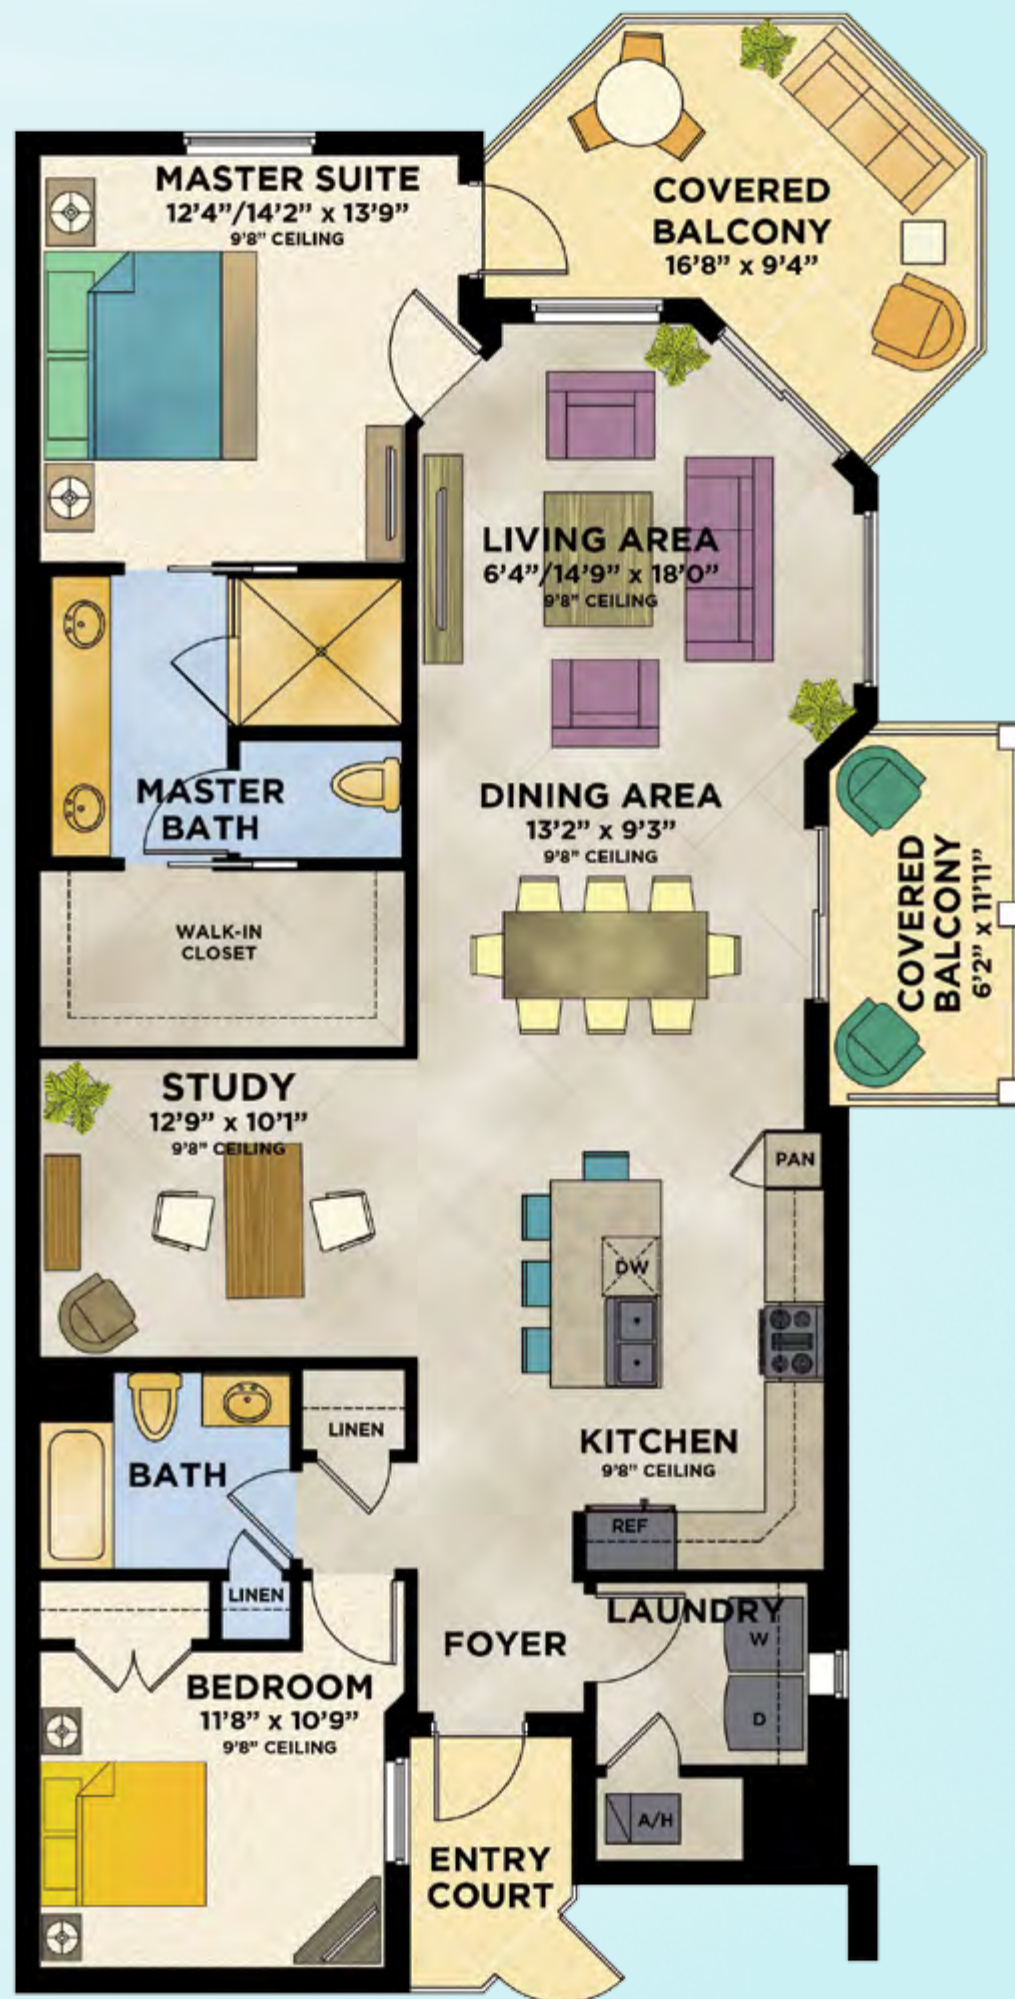 MASTER SUITE
12'4"/14'2" x 13'9"
9'8" CEILING
COVERED
BALCONY
16'8" x 9'4"
LIVING AREA
6'4"/14'9" x 18'0"
9'8" CEILING
MASTER
BATH
DINING AREA
13'2" x 9'3"
9'8" CEILING
COVERED
BALCONY
6'2" x 11'11"
WALK-IN
CLOSET
STUDY
12'9" x 10'1"
9'8" CEILING
PAN
DW
LINEN
BATH
KITCHEN
9'8" CEILING
REF
LINEN
LAUNDRY
W
FOYER
BEDROOM
11'8" x 10'9"
9'8" CEILING
D
A/H
ENTRY
COURT